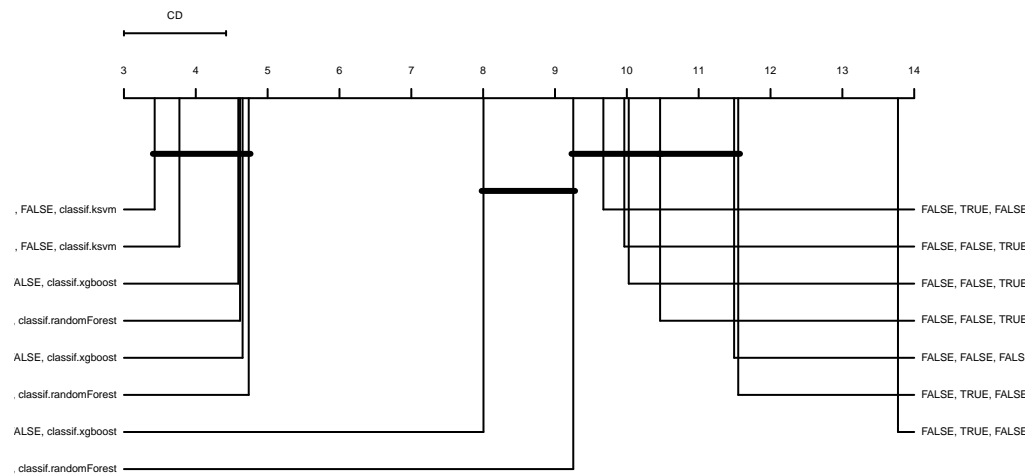 CD
3 4 5 6 7 8 9 10 11 12 13 14
, FALSE, classif.ksvm
FALSE, TRUE, FALSE
, FALSE, classif.ksvm
FALSE, FALSE, TRUE
ALSE, classif.xgboost
FALSE, FALSE, TRUE
, classif.randomForest
FALSE, FALSE, TRUE
ALSE, classif.xgboost
FALSE, FALSE, FALS
, classif.randomForest
FALSE, TRUE, FALSE
ALSE, classif.xgboost
FALSE, TRUE, FALSE
, classif.randomForest